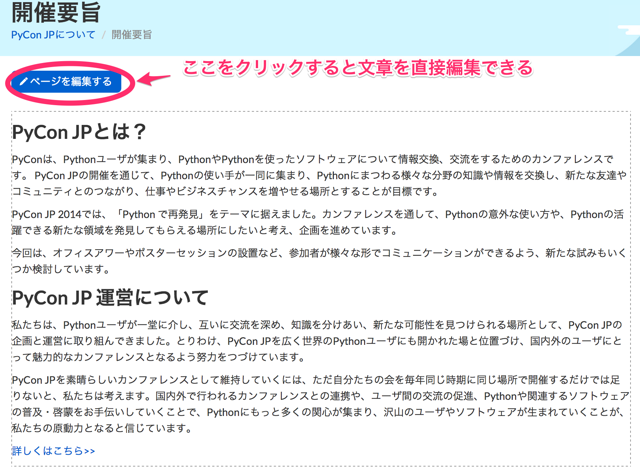 開催要旨
PyCon JPについて / 開催要旨
ページを編集する
ここをクリックすると文章を直接編集できる
PyCon JPとは？
PyConは、Pythonユーザが集まり、PythonやPythonを使ったソフトウェアについて情報交換、交流をするためのカンファレンスで
す。 PyCon JPの開催を通じて、Pythonの使い手が一同に集まり、Pythonにまつわる様々な分野の知識や情報を交換し、新たな友達や
コミュニティとのつながり、仕事やビジネスチャンスを増やせる場所とすることが目標です。
PyCon JP 2014では、「Python で再発見」をテーマに据えました。カンファレンスを通して、Pythonの意外な使い方や、Pythonの活
躍できる新たな領域を発見してもらえる場所にしたいと考え、企画を進めています。
今回は、オフィスアワーやポスターセッションの設置など、参加者が様々な形でコミュニケーションができるよう、新たな試みもいく
つか検討しています。
PyCon JP 運営について
私たちは、Pythonユーザが一堂に介し、互いに交流を深め、知識を分けあい、新たな可能性を見つけられる場所として、PyCon JPの
企画と運営に取り組んできました。とりわけ、PyCon JPを広く世界のPythonユーザにも開かれた場と位置づけ、国内外のユーザにと
って魅力的なカンファレンスとなるよう努力をつづけています。
PyCon JPを素晴らしいカンファレンスとして維持していくには、ただ自分たちの会を毎年同じ時期に同じ場所で開催するだけでは足
りないと、私たちは考えます。国内外で行われるカンファレンスとの連携や、ユーザ間の交流の促進、Pythonや関連するソフトウェア
の普及・啓蒙をお手伝いしていくことで、Pythonにもっと多くの関心が集まり、沢山のユーザやソフトウェアが生まれていくことが、
私たちの原動力となると信じています。
詳しくはこちら>>